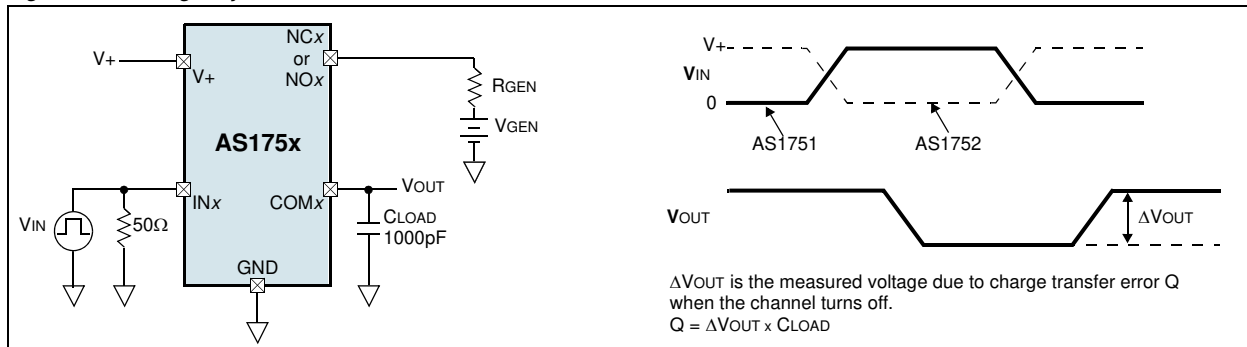 V+
V+
NCx
or
NOx
RGEN
VGEN
AS175x
VIN
50Ω
INx
COMx
VOUT
CLOAD
1000pF
GND
V+
VIN
0
AS1751
AS1752
VOUT
ΔVOUT
ΔVOUT is the measured voltage due to charge transfer error Q
when the channel turns off.
Q = ΔVOUT x CLOAD